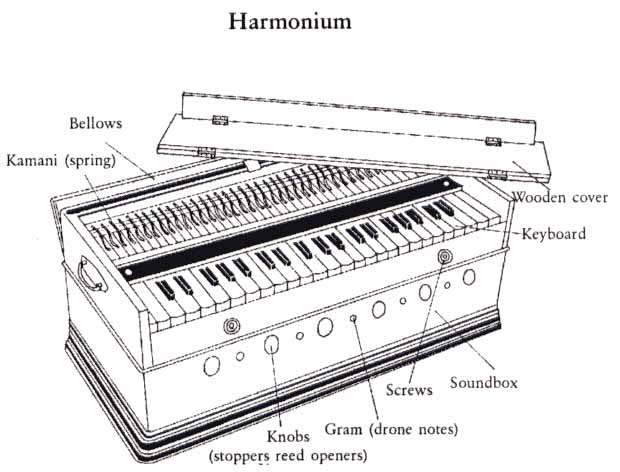 Harmonium
Bellows
Kamani (spring)
Wooden cover
Keyboard
Screws
Soundbox
Gram (drone notes)
Knobs
(stoppers reed openers)